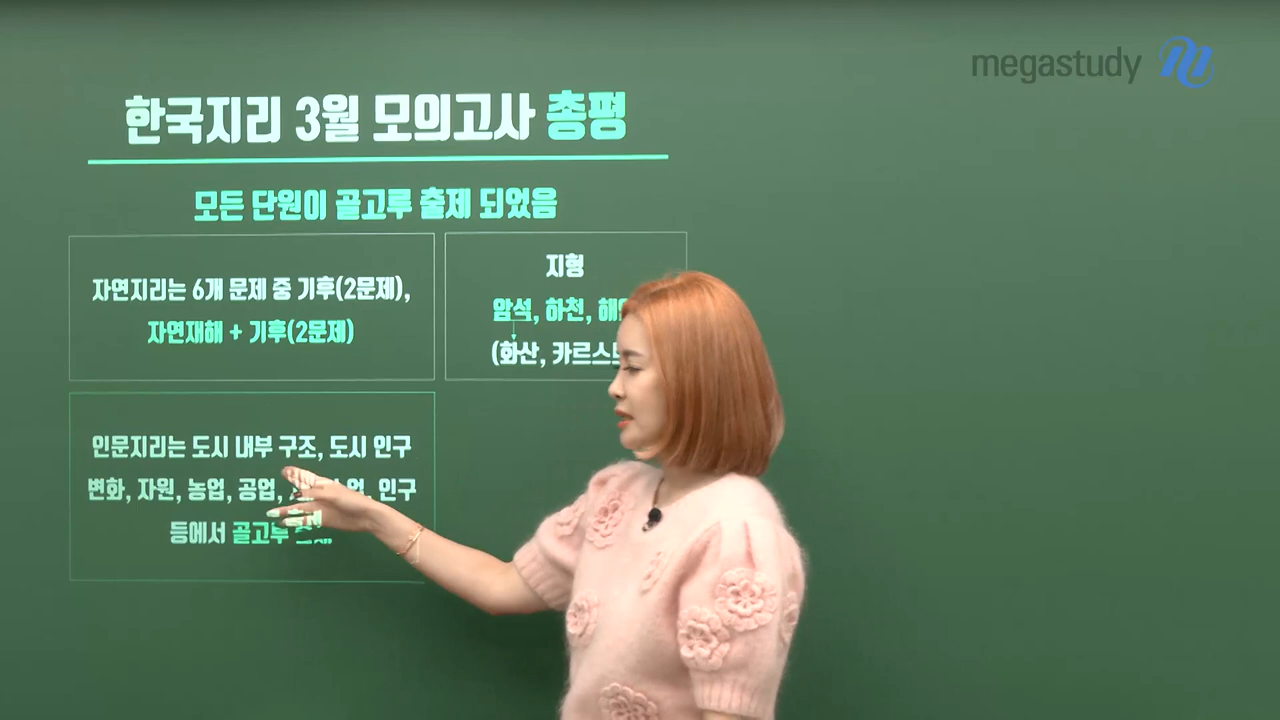 megastudy
한국지리 3월 모의고사 총평
모든 단원이 골고루 출제 되었음
자연지리는 6개 문제 중 기후(2문제),
자연재해 + 기후(2문제)
지형
암석, 하천,
(화산,
인문지리는 도시 내부 구조, 도시 인구
변화, 자원, 농업, 공업, 인구
등에서 골고루